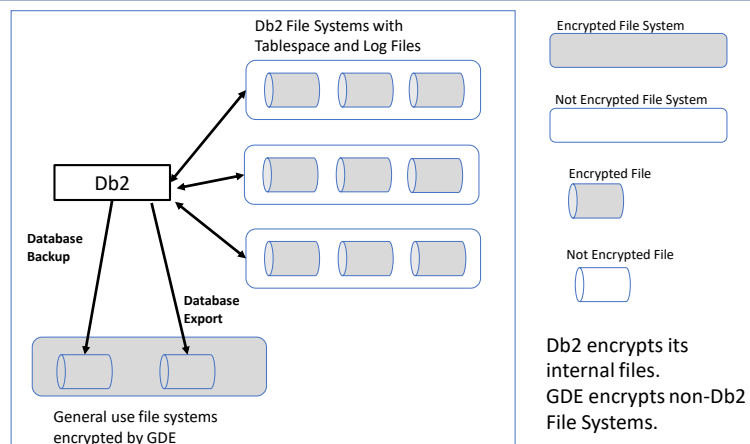 Db2 File Systems with
Tablespace and Log Files
Db2
Database
Backup
Database
Export
General use file systems
encrypted by GDE
Encrypted File System
Not Encrypted File System
Encrypted File
Not Encrypted File
Db2 encrypts its
internal files.
GDE encrypts non-Db2
File Systems.